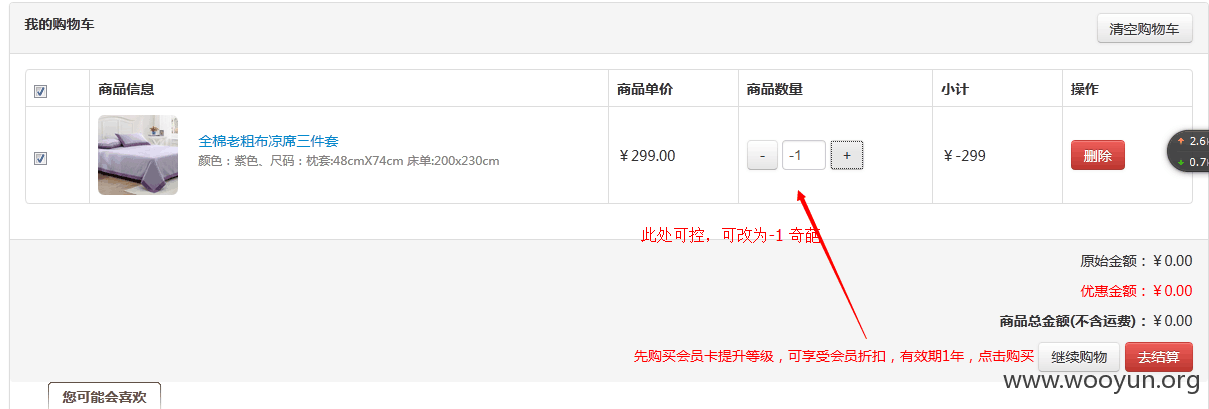 我的购物车
清空购物车
商品信息 商品单价 商品数量 小计 操作
全棉老粗布凉席三件套
颜色：紫色、尺码：枕套:48cmX74cm 床单:200x230cm
￥299.00 - -1 + ￥-299 删除
2.6
0.7
此处可控，可改为-1 奇葩
原始金额：￥0.00
优惠金额：￥0.00
商品总金额(不含运费)：￥0.00
先购买会员卡提升等级，可享受会员折扣，有效期1年，点击购买 继续购物 去结算
www.wooyun.org
您可能会喜欢